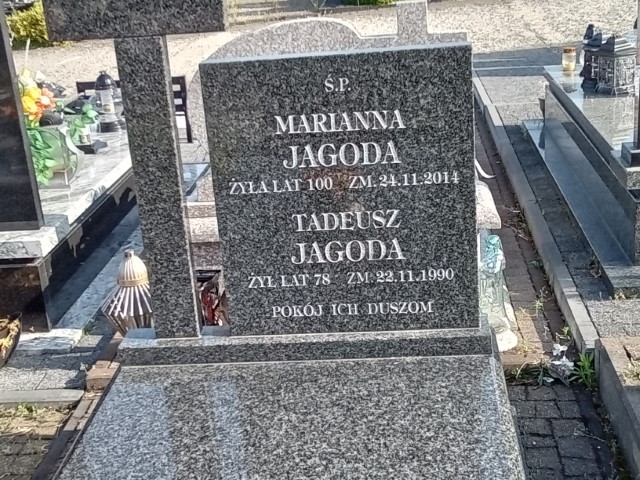 Ś.P.
MARIANNA
JAGODA
ŻYŁA LAT 100 ZM. 24.11.2014
TADEUSZ
JAGODA
ŻYŁ LAT 78 ZM 22.11.1990
POKÓJ ICH DUSZOM